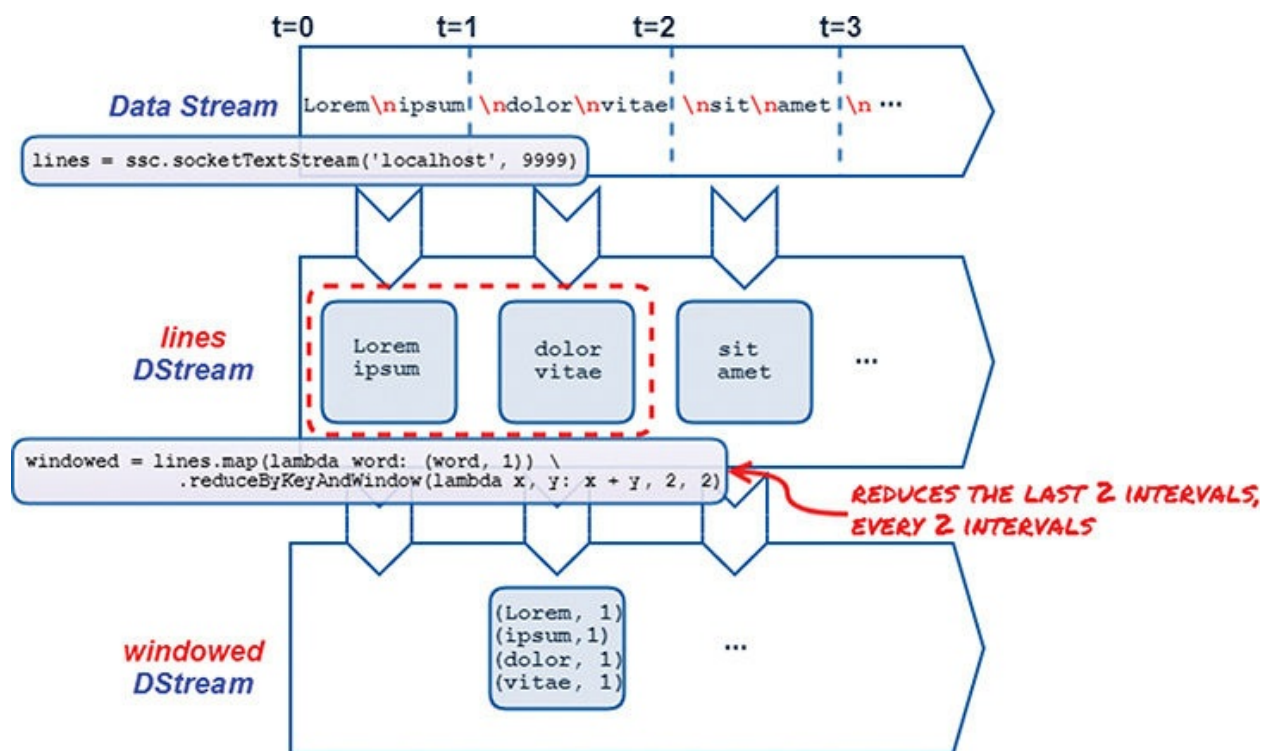 t=0 t=1 t=2 t=3
Data Stream
Lorem\nipsum \ndolor\nvitae \nsit\namet \n ...
lines = ssc.socketTextStream('localhost', 9999)
lines
DStream
Lorem
ipsum
dolor
vitae
sit
amet
...
windowed = lines.map(lambda word: (word, 1)) \
.reduceByKeyAndWindow(lambda x, y: x + y, 2, 2)
REDUCES THE LAST 2 INTERVALS,
EVERY 2 INTERVALS
windowed
DStream
(Lorem, 1)
(ipsum,1)
(dolor, 1)
(vitae, 1)
...